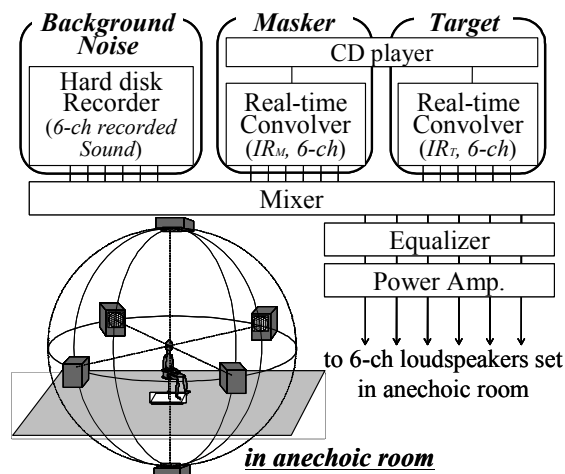 Background
Noise
Masker
Target
CD player
Hard disk
Recorder
(6-ch recorded
Sound)
Real-time
Convolver
(IRM, 6-ch)
Real-time
Convolver
(IRT, 6-ch)
Mixer
Equalizer
Power Amp.
to 6-ch loudspeakers set
in anechoic room
in anechoic room